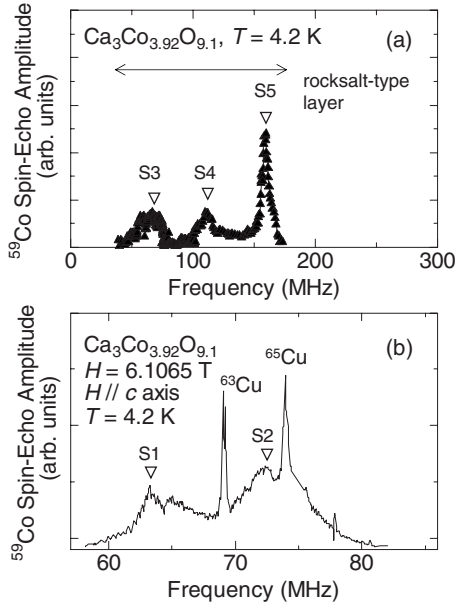 Ca₃Co₃.₉₂O₉.₁, T = 4.2 K
(a)
rocksalt-type
layer
S3
S4
S5
⁵⁹Co Spin-Echo Amplitude
(arb. units)
0
100
200
300
Frequency (MHz)
Ca₃Co₃.₉₂O₉.₁
(b)
H = 6.1065 T
H // c axis
T = 4.2 K
⁶³Cu
⁶⁵Cu
S1
S2
⁵⁹Co Spin-Echo Amplitude
(arb. units)
60
70
80
Frequency (MHz)